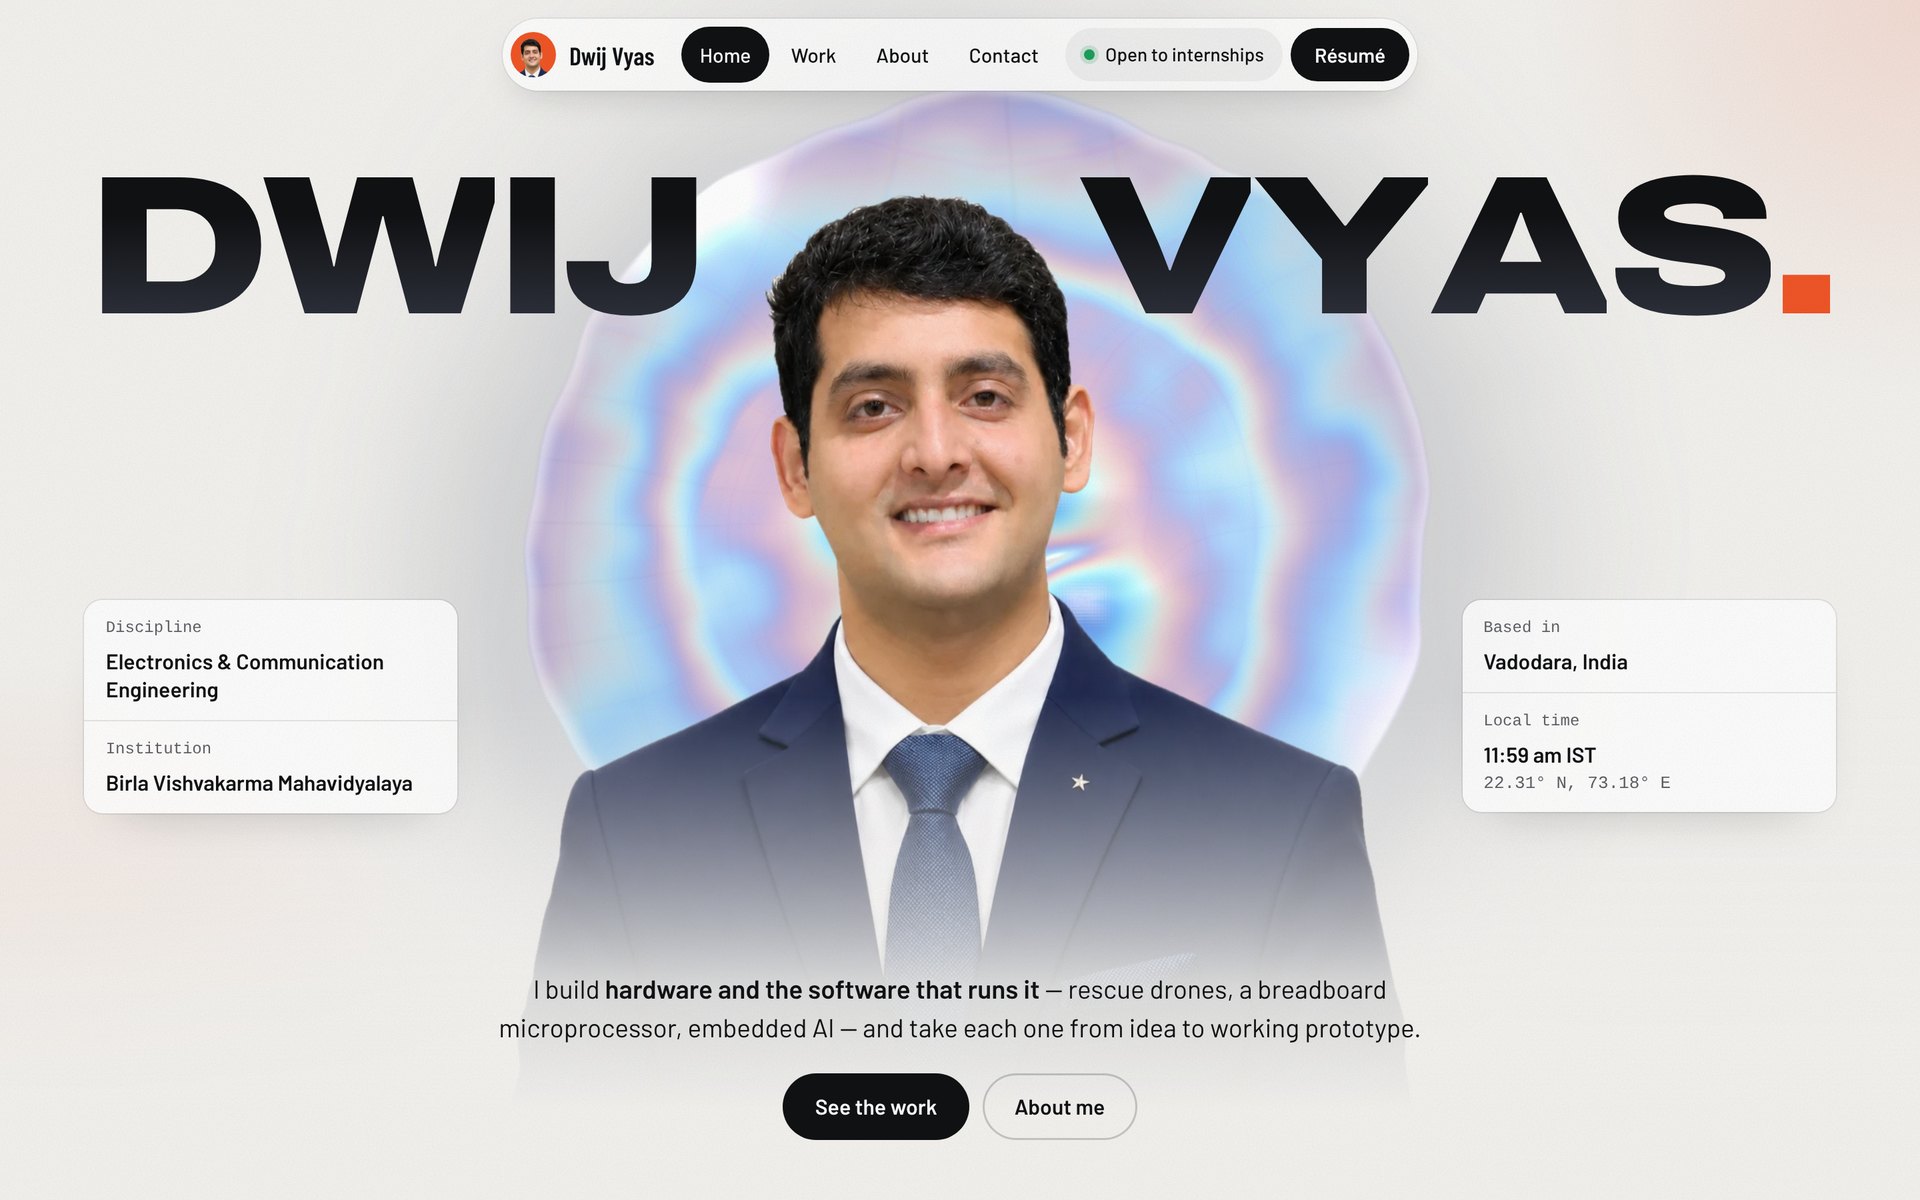 Dwij Vyas Home Work About Contact Open to internships Résumé
DWIJ VYAS.
Discipline
Electronics & Communication
Engineering
Institution
Birla Vishvakarma Mahavidyalaya
Based in
Vadodara, India
Local time
11:59 am IST
22.31° N, 73.18° E
I build hardware and the software that runs it — rescue drones, a breadboard
microprocessor, embedded AI — and take each one from idea to working prototype.
See the work About me